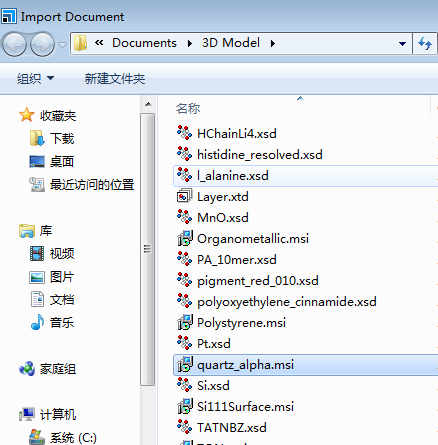 Import Document
« Documents ▸ 3D Model ▸
组织 新建文件夹
收藏夹
下载
桌面
最近访问的位置
库
视频
图片
文档
音乐
家庭组
计算机
系统 (C:)
名称
HChainLi4.xsd
histidine_resolved.xsd
l_alanine.xsd
Layer.xtd
MnO.xsd
Organometallic.msi
PA_10mer.xsd
pigment_red_010.xsd
polyoxyethylene_cinnamide.xsd
Polystyrene.msi
Pt.xsd
quartz_alpha.msi
Si.xsd
Si111Surface.msi
TATNBZ.xsd